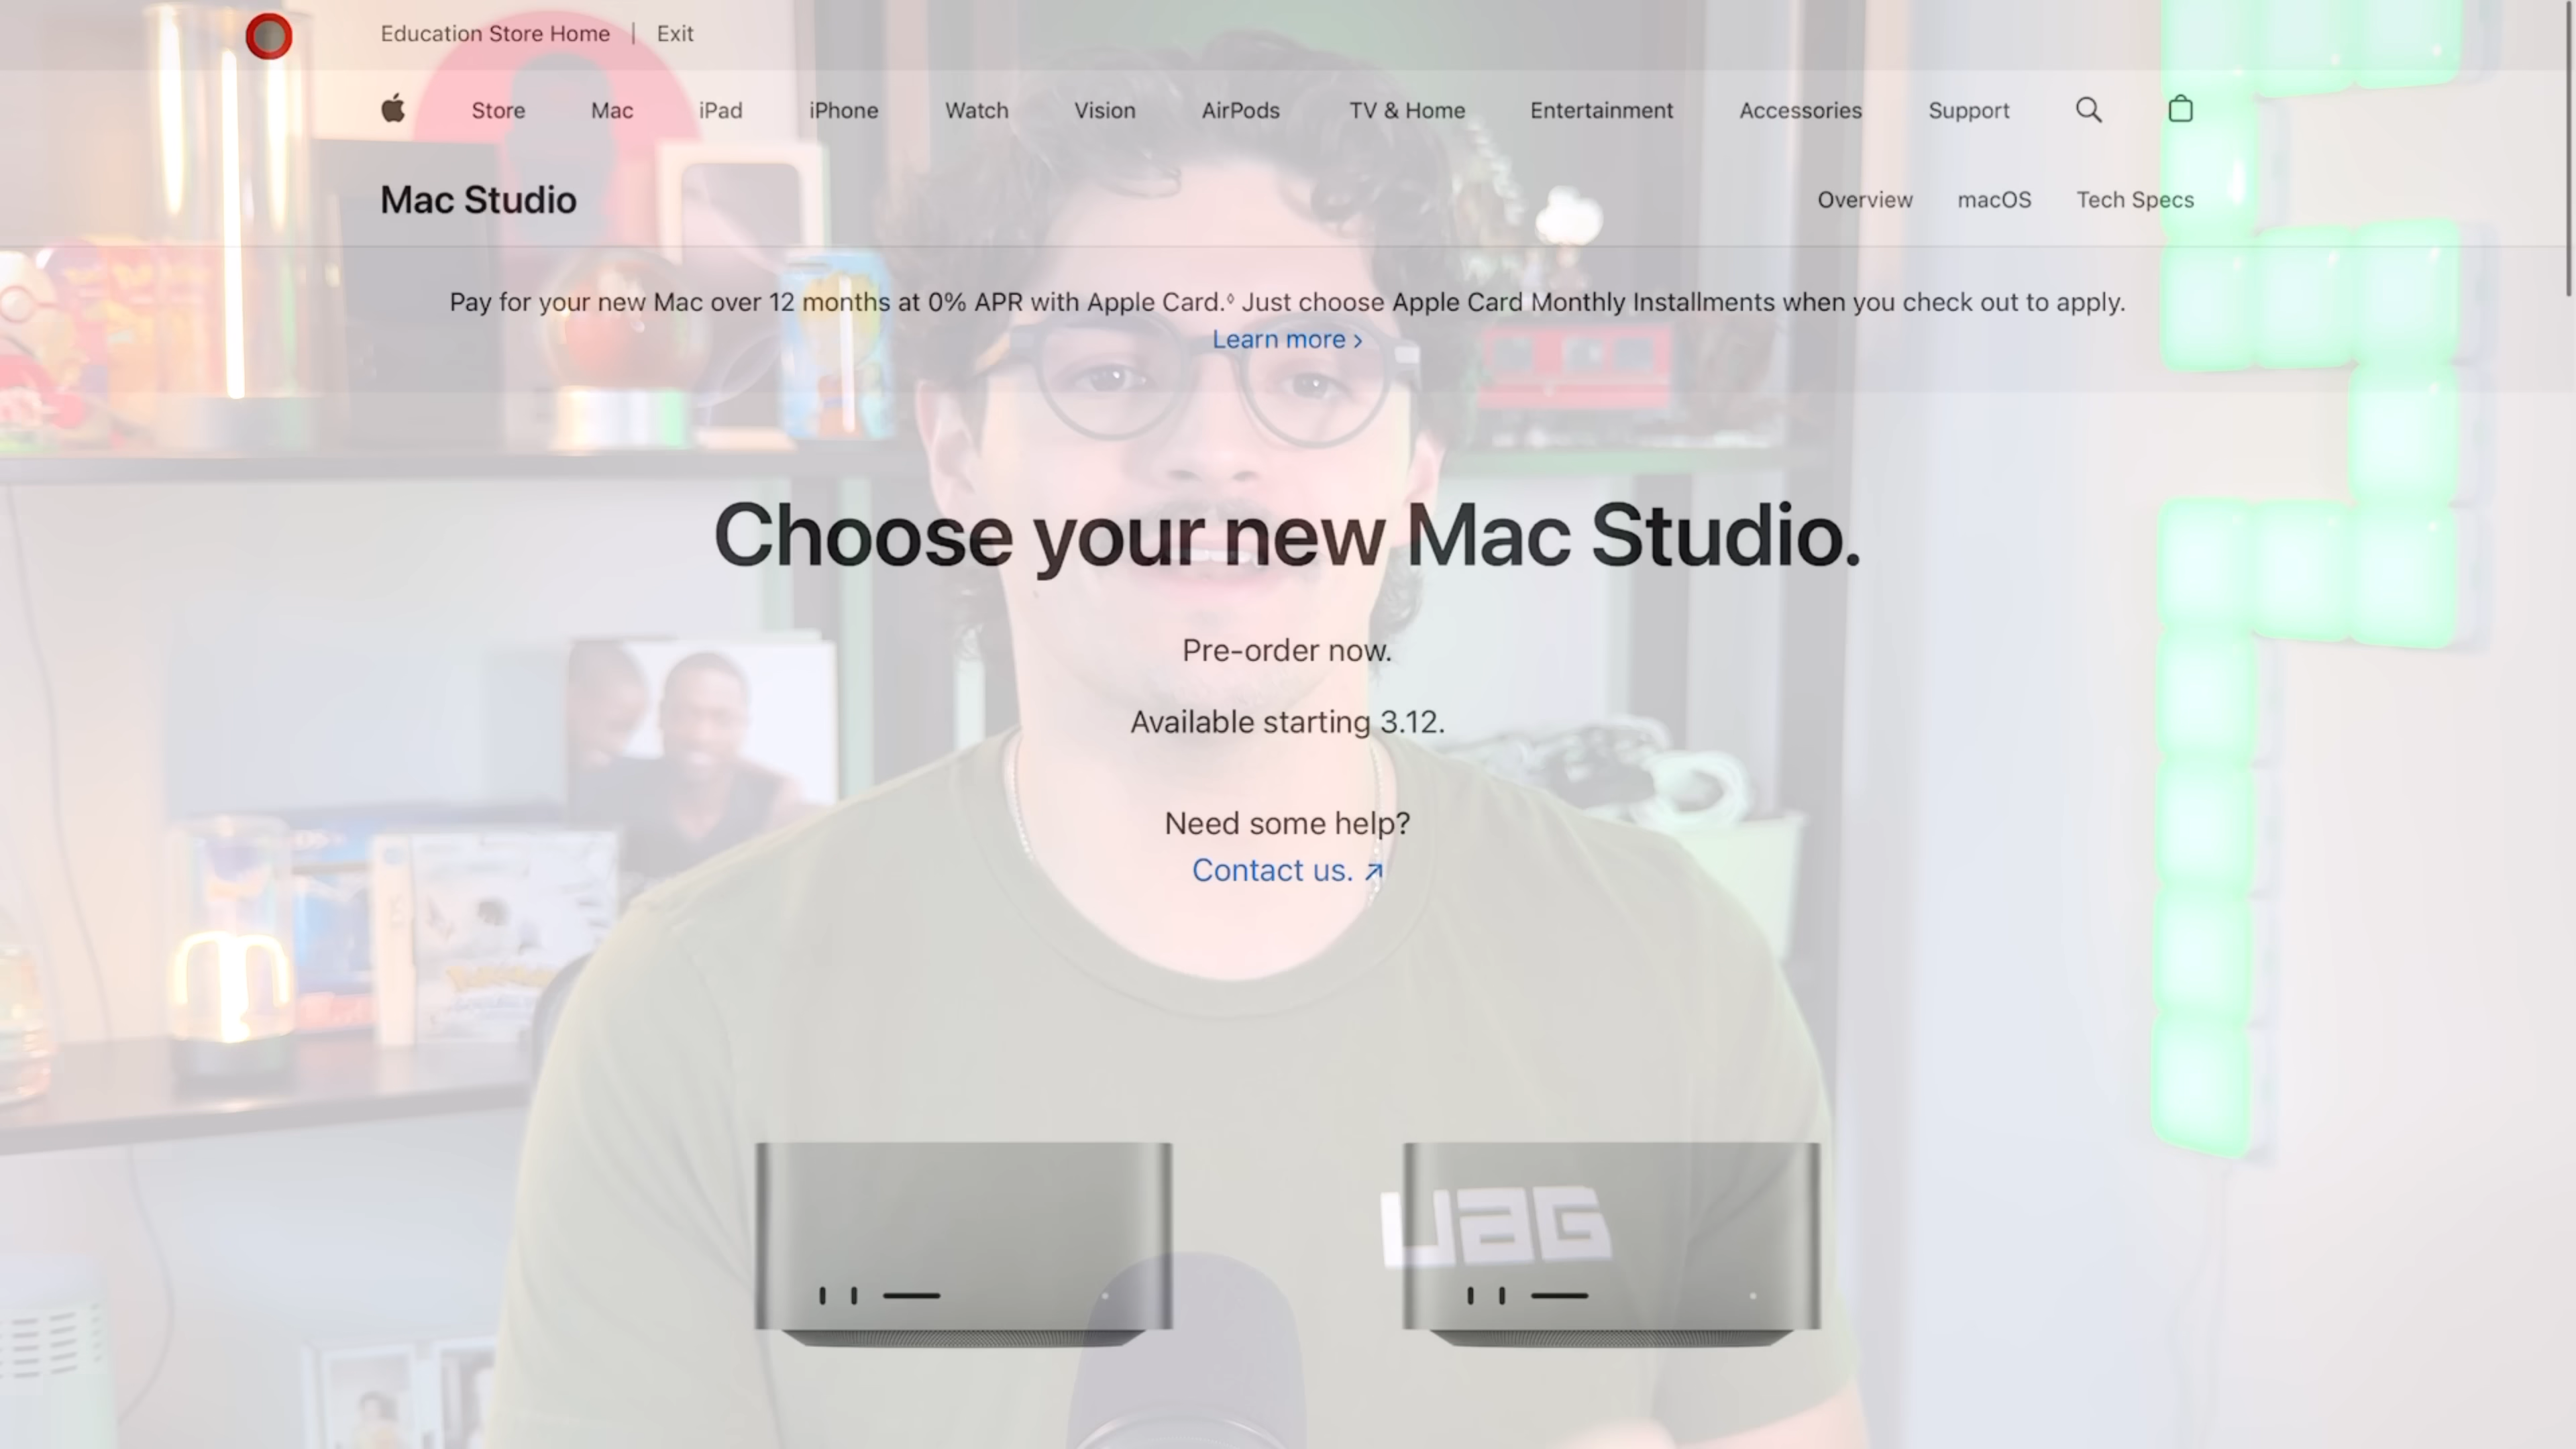 Education Store Home | Exit
Store Mac iPad iPhone Watch Vision AirPods TV & Home Entertainment Accessories Support
Mac Studio
Overview macOS Tech Specs
Pay for your new Mac over 12 months at 0% APR with Apple Card.◊ Just choose Apple Card Monthly Installments when you check out to apply.
Learn more >
Choose your new Mac Studio.
Pre-order now.
Available starting 3.12.
Need some help?
Contact us. ↗
UAG